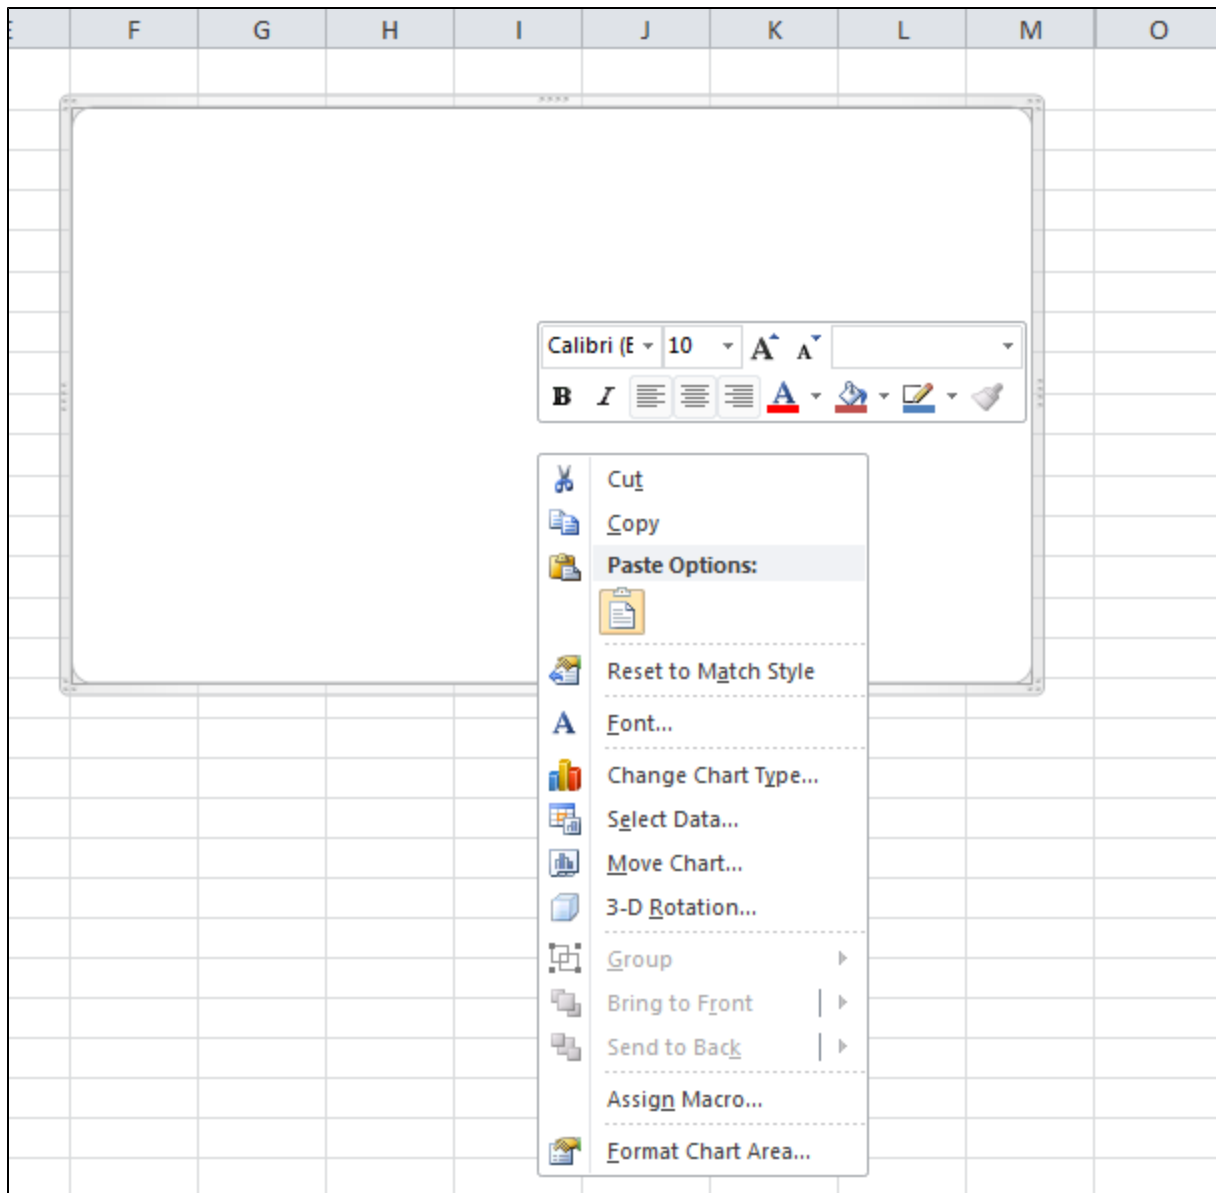 E F G H I J K L M O
Calibri (E 10 A A
B I A
Cut
Copy
Paste Options:
Reset to Match Style
A Font...
Change Chart Type...
Select Data...
Move Chart...
3-D Rotation...
Group
Bring to Front
Send to Back
Assign Macro...
Format Chart Area...